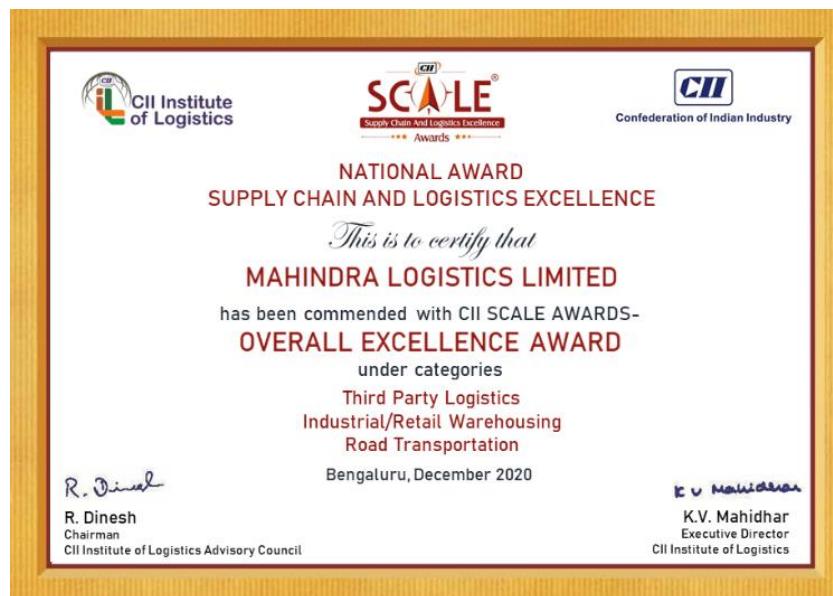 CII
CII Institute
of Logistics
CII
SCALE®
Supply Chain And Logistics Excellence
Awards
CII
Confederation of Indian Industry
NATIONAL AWARD
SUPPLY CHAIN AND LOGISTICS EXCELLENCE
This is to certify that
MAHINDRA LOGISTICS LIMITED
has been commended with CII SCALE AWARDS-
OVERALL EXCELLENCE AWARD
under categories
Third Party Logistics
Industrial/Retail Warehousing
Road Transportation
Bengaluru, December 2020
R. Dinesh
R. Dinesh
Chairman
CII Institute of Logistics Advisory Council
K V Mahidhar
K.V. Mahidhar
Executive Director
CII Institute of Logistics